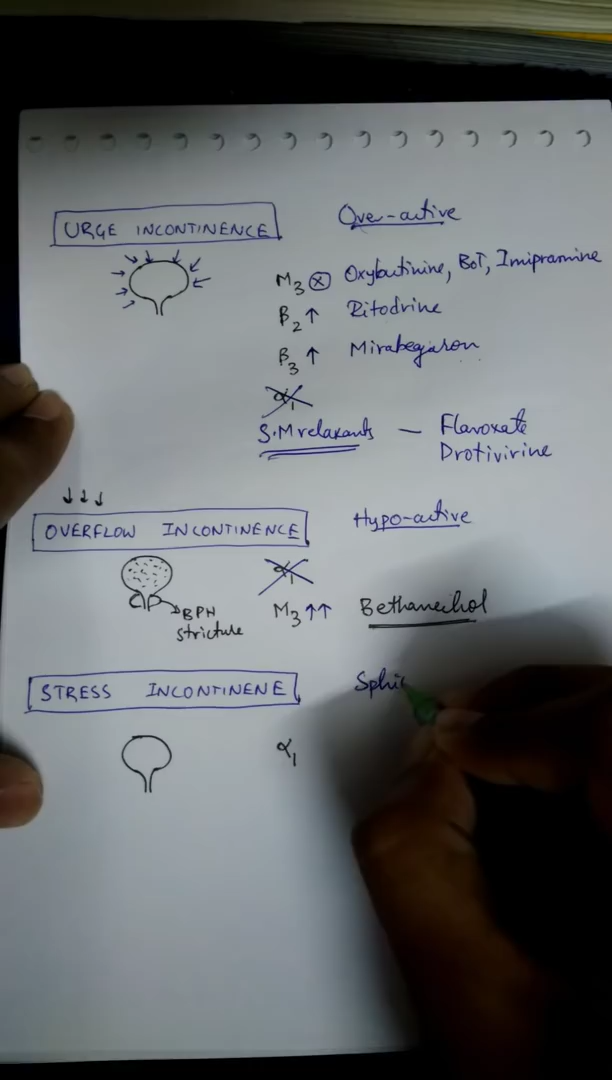 URGE INCONTINENCE
Over-active
M3 ⓧ Oxybutinine, BoT, Imipramine
β2 ↑ Ritodrine
β3 ↑ Mirabegaron
α1
S.M relaxants — Flavoxate
Drotivirine
↓ ↓ ↓
OVERFLOW INCONTINENCE
Hypo-active
α1
BPH
stricture
M3 ↑↑ Bethanechol
STRESS INCONTINENE
Sphi
α1